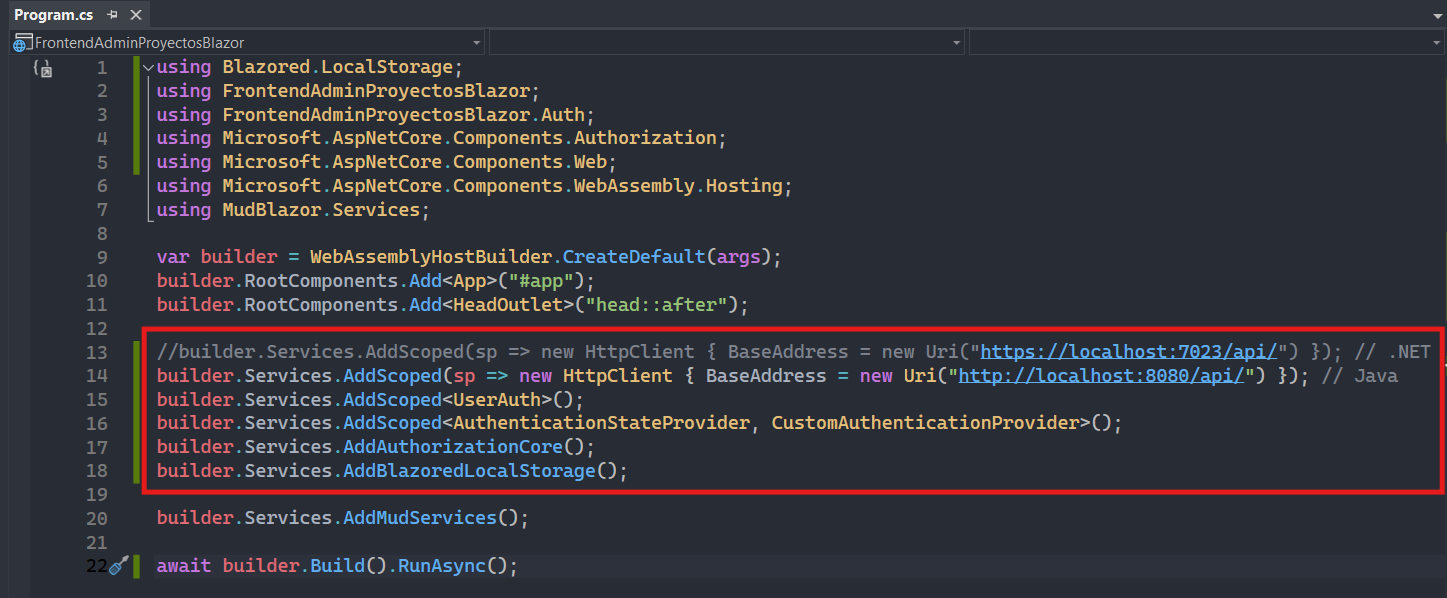 Program.cs
FrontendAdminProyectosBlazor
1 using Blazored.LocalStorage;
2 using FrontendAdminProyectosBlazor;
3 using FrontendAdminProyectosBlazor.Auth;
4 using Microsoft.AspNetCore.Components.Authorization;
5 using Microsoft.AspNetCore.Components.Web;
6 using Microsoft.AspNetCore.Components.WebAssembly.Hosting;
7 using MudBlazor.Services;
8
9 var builder = WebAssemblyHostBuilder.CreateDefault(args);
10 builder.RootComponents.Add<App>("#app");
11 builder.RootComponents.Add<HeadOutlet>("head::after");
12
13 //builder.Services.AddScoped(sp => new HttpClient { BaseAddress = new Uri("https://localhost:7023/api/") }); // .NET
14 builder.Services.AddScoped(sp => new HttpClient { BaseAddress = new Uri("http://localhost:8080/api/") }); // Java
15 builder.Services.AddScoped<UserAuth>();
16 builder.Services.AddScoped<AuthenticationStateProvider, CustomAuthenticationProvider>();
17 builder.Services.AddAuthorizationCore();
18 builder.Services.AddBlazoredLocalStorage();
19
20 builder.Services.AddMudServices();
21
22 await builder.Build().RunAsync();